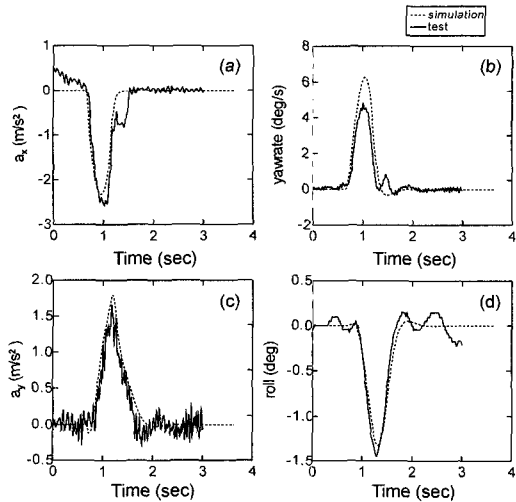 simulation
test
(a)
1
0
-1
-2
-3
aₓ (m/s²)
0 1 2 3 4
Time (sec)
(b)
8
6
4
2
0
-2
yawrate (deg/s)
0 1 2 3 4
Time (sec)
(c)
2.0
1.5
1.0
0.5
0.0
-0.5
a_y (m/s²)
0 1 2 3 4
Time (sec)
(d)
0.5
0.0
-0.5
-1.0
-1.5
roll (deg)
0 1 2 3 4
Time (sec)